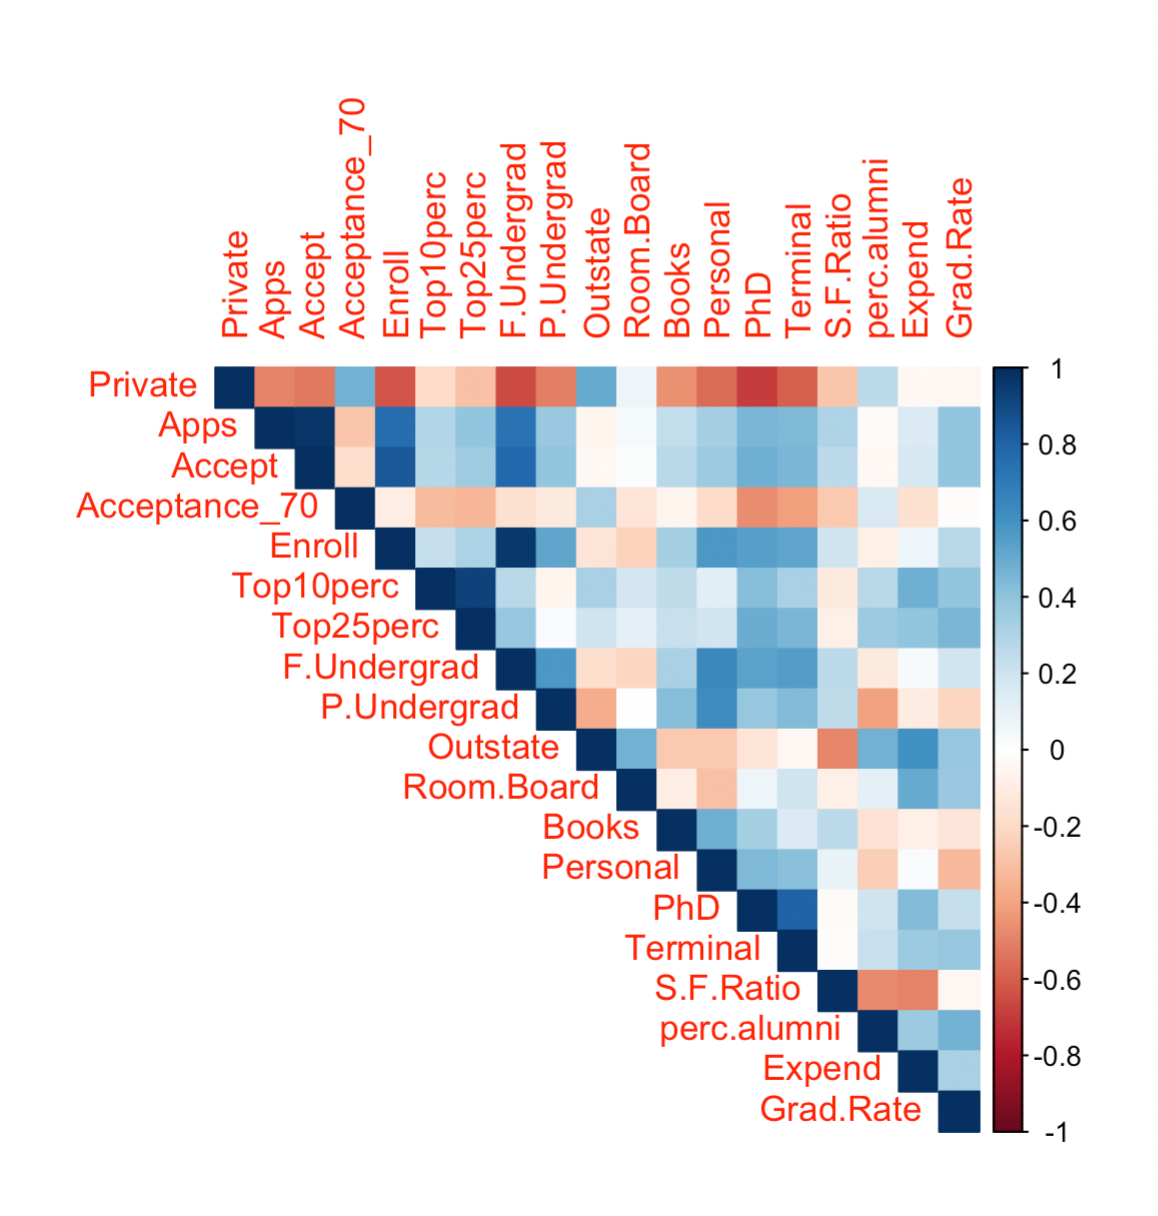 Private
Apps
Accept
Acceptance_70
Enroll
Top10perc
Top25perc
F.Undergrad
P.Undergrad
Outstate
Room.Board
Books
Personal
PhD
Terminal
S.F.Ratio
perc.alumni
Expend
Grad.Rate
Private
Apps
Accept
Acceptance_70
Enroll
Top10perc
Top25perc
F.Undergrad
P.Undergrad
Outstate
Room.Board
Books
Personal
PhD
Terminal
S.F.Ratio
perc.alumni
Expend
Grad.Rate
1
0.8
0.6
0.4
0.2
0
-0.2
-0.4
-0.6
-0.8
-1